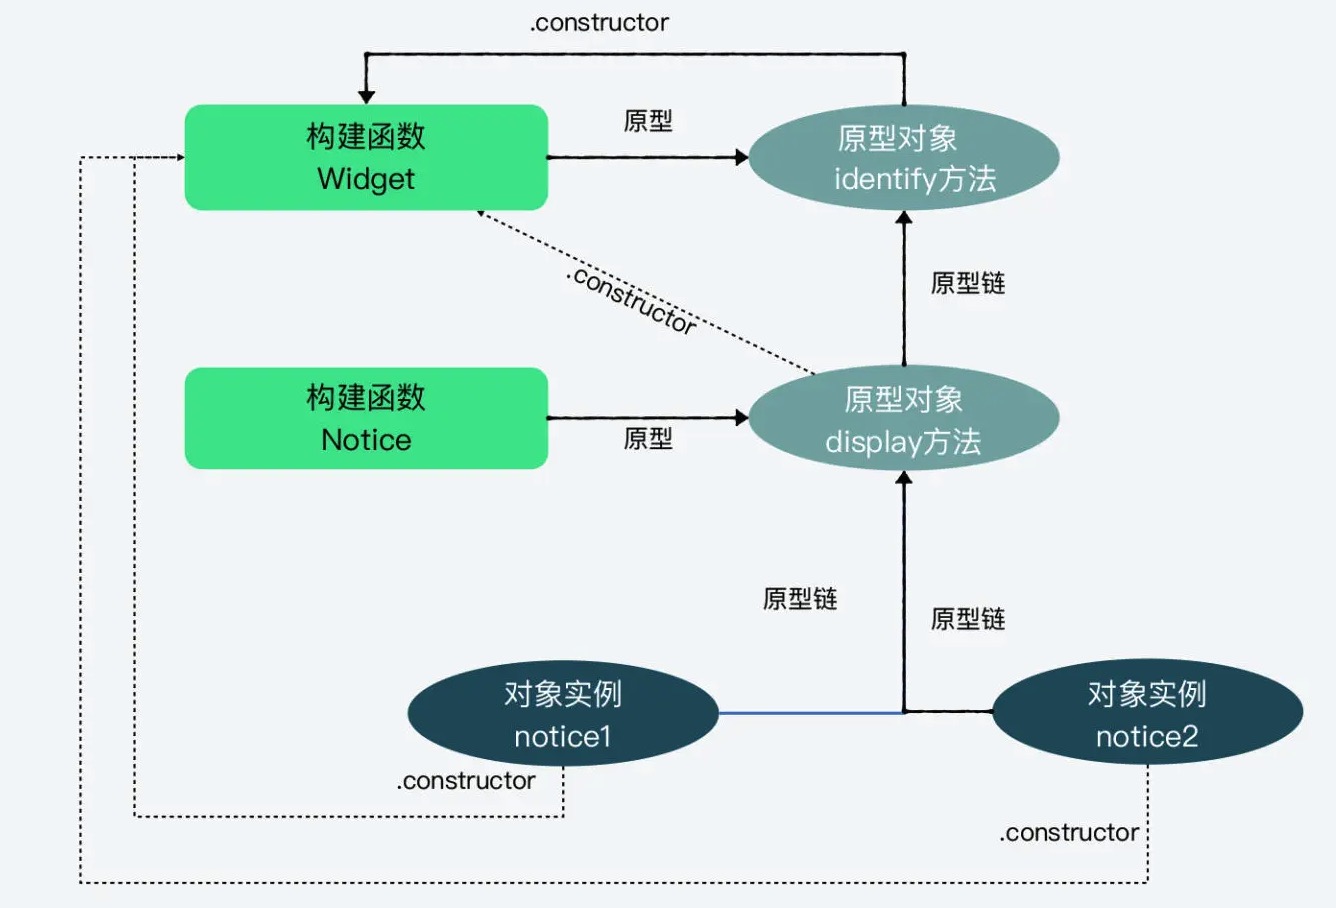 .constructor
构建函数
Widget
原型
原型对象
identify方法
.constructor
原型链
构建函数
Notice
原型
原型对象
display方法
原型链
原型链
对象实例
notice1
对象实例
notice2
.constructor
.constructor